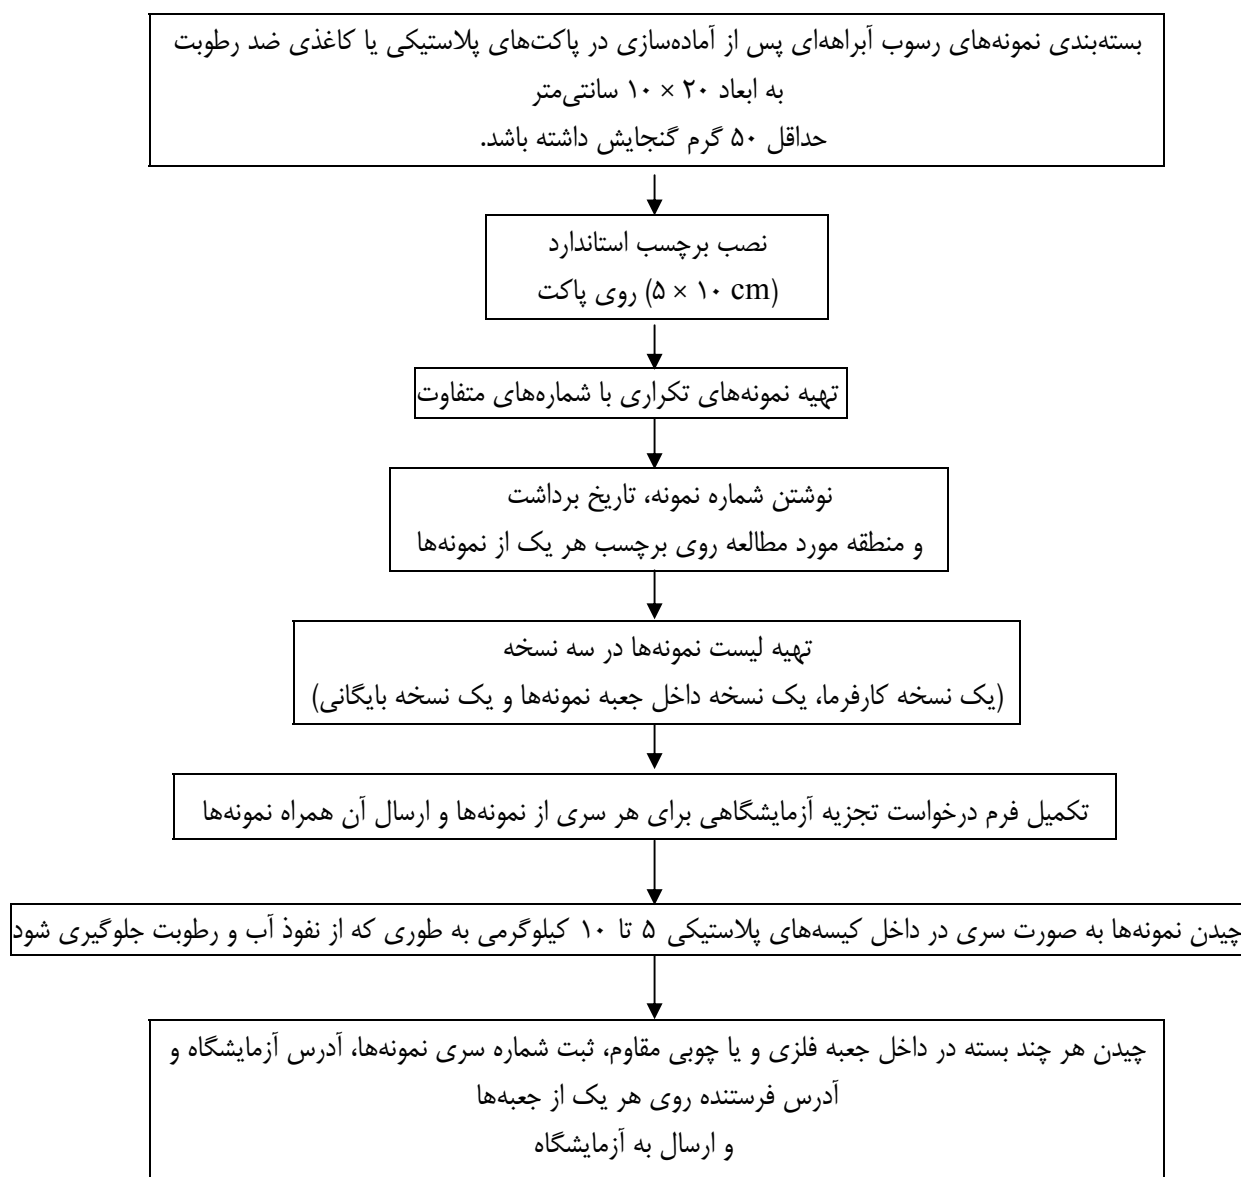 بسته‌بندی نمونه‌های رسوب آبراهه‌ای پس از آماده‌سازی در پاکت‌های پلاستیکی یا کاغذی ضد رطوبت
به ابعاد ۲۰ × ۱۰ سانتی‌متر
حداقل ۵۰ گرم گنجایش داشته باشد.
نصب برچسب استاندارد
(۵ × ۱۰ cm) روی پاکت
تهیه نمونه‌های تکراری با شماره‌های متفاوت
نوشتن شماره نمونه، تاریخ برداشت
و منطقه مورد مطالعه روی برچسب هر یک از نمونه‌ها
تهیه لیست نمونه‌ها در سه نسخه
(یک نسخه کارفرما، یک نسخه داخل جعبه نمونه‌ها و یک نسخه بایگانی)
تکمیل فرم درخواست تجزیه آزمایشگاهی برای هر سری از نمونه‌ها و ارسال آن همراه نمونه‌ها
چیدن نمونه‌ها به صورت سری در داخل کیسه‌های پلاستیکی ۵ تا ۱۰ کیلوگرمی به طوری که از نفوذ آب و رطوبت جلوگیری شود
چیدن هر چند بسته در داخل جعبه فلزی و یا چوبی مقاوم، ثبت شماره سری نمونه‌ها، آدرس آزمایشگاه و
آدرس فرستنده روی هر یک از جعبه‌ها
و ارسال به آزمایشگاه